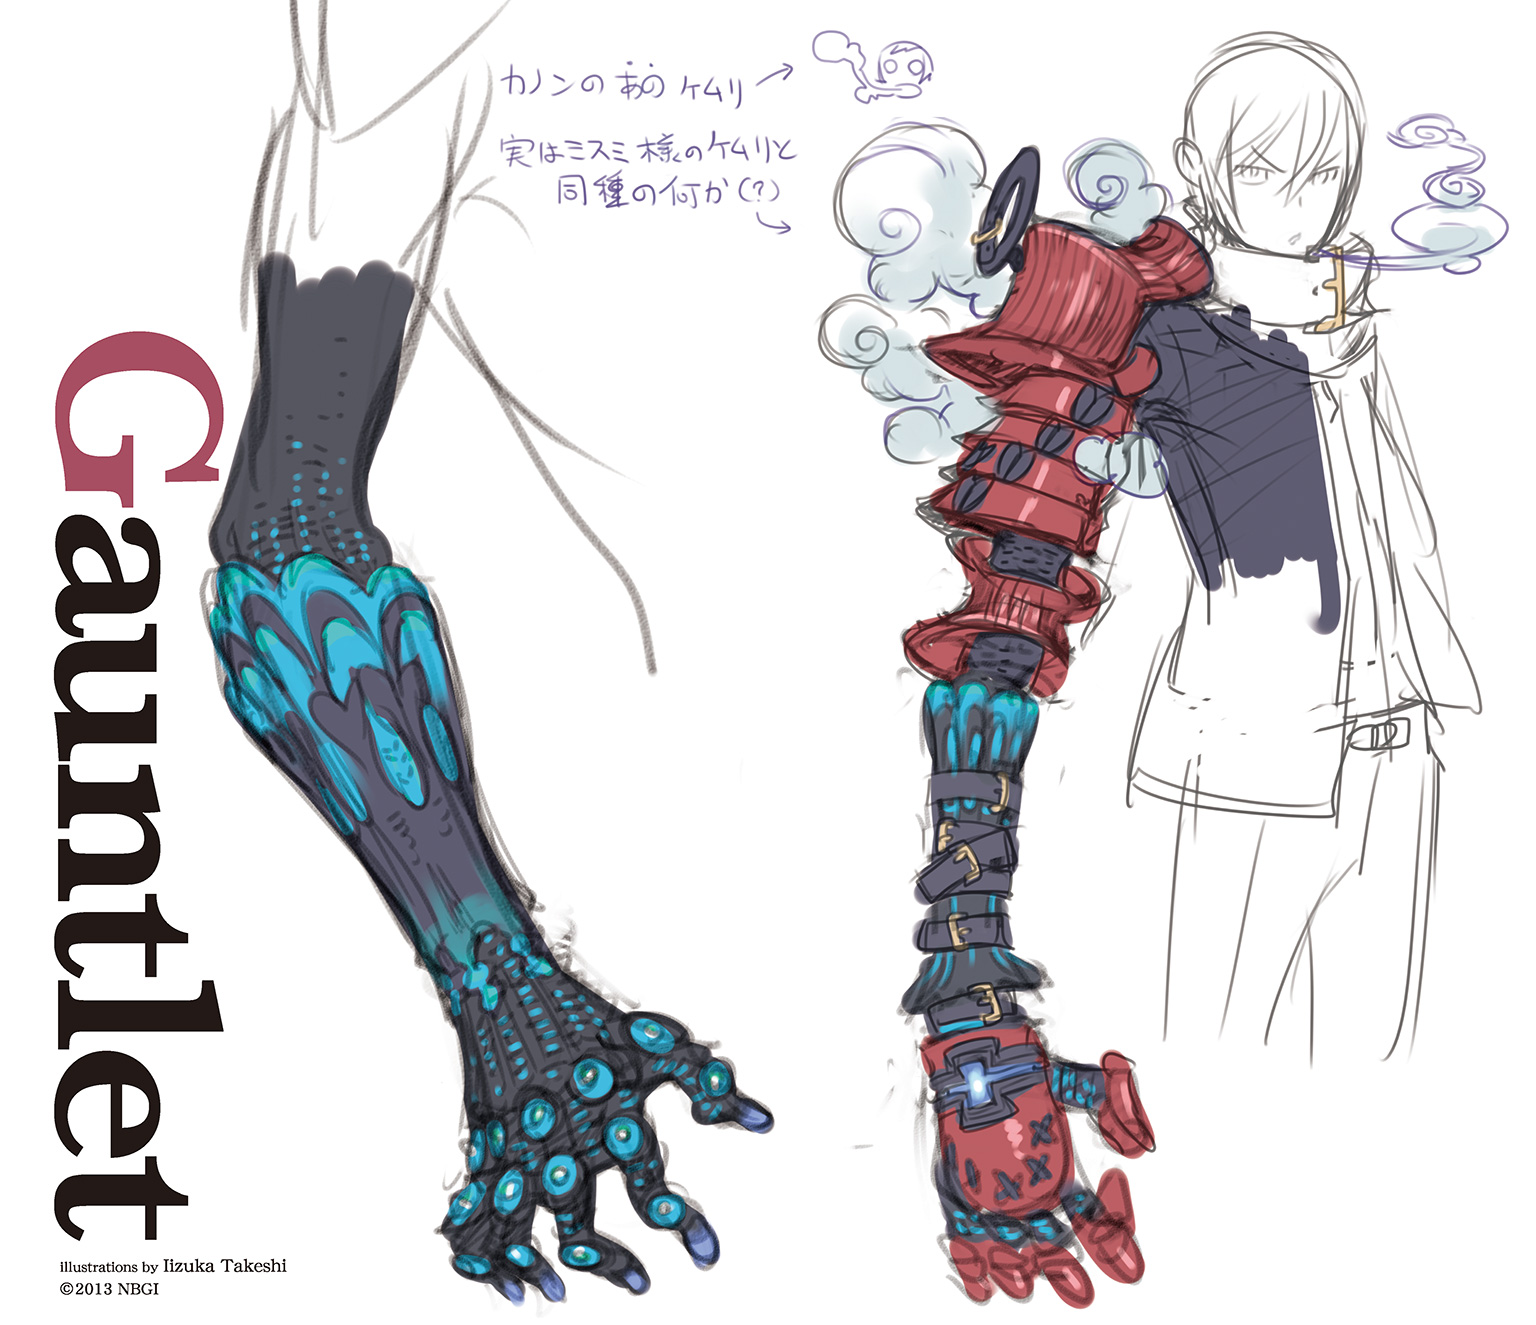 カノンの あの ケムリ
実はミスミ様のケムリと
同種の何か(?)
Gauntlet
illustrations by Iizuka Takeshi
©2013 NBGI